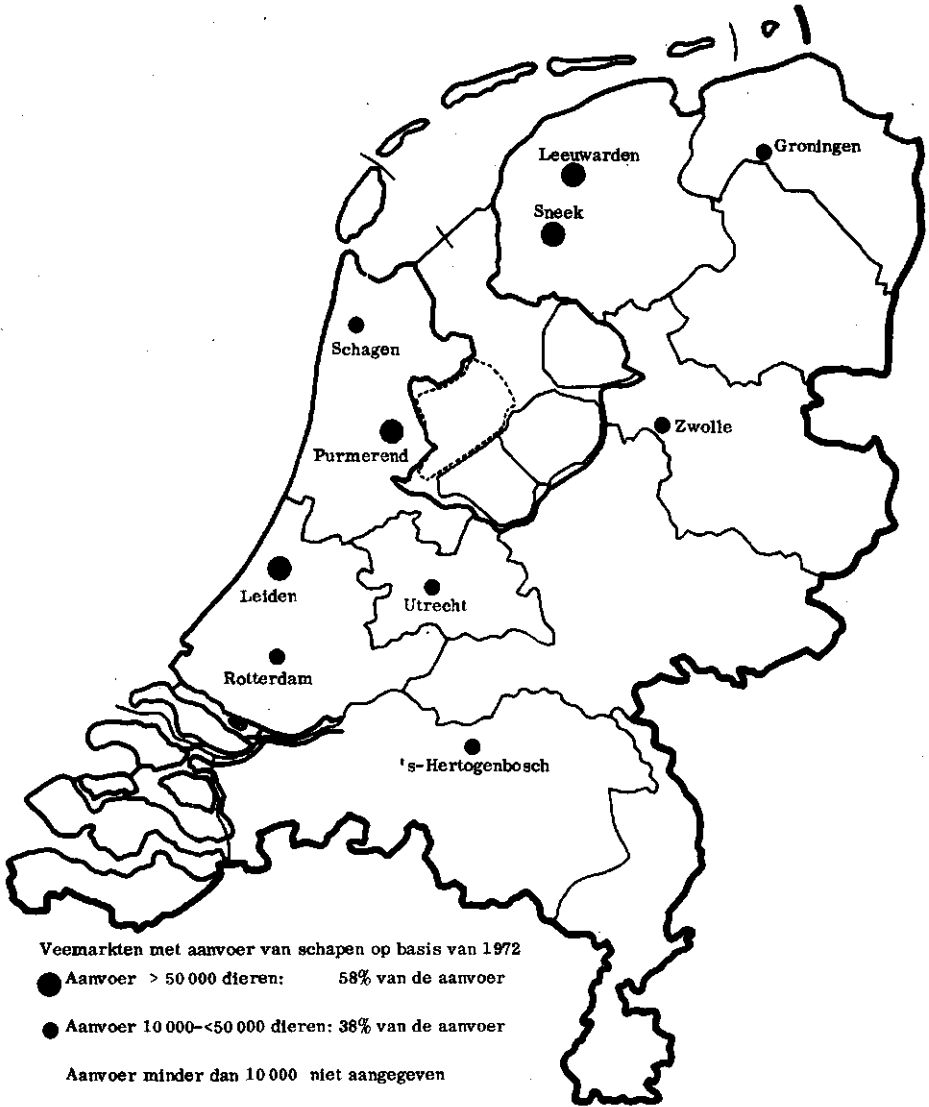 Leeuwarden
Groningen
Sneek
Schagen
Purmerend
Zwolle
Leiden
Utrecht
Rotterdam
's-Hertogenbosch
Veemarkten met aanvoer van schapen op basis van 1972
Aanvoer > 50 000 dieren: 58% van de aanvoer
Aanvoer 10 000-<50 000 dieren: 38% van de aanvoer
Aanvoer minder dan 10 000 niet aangegeven